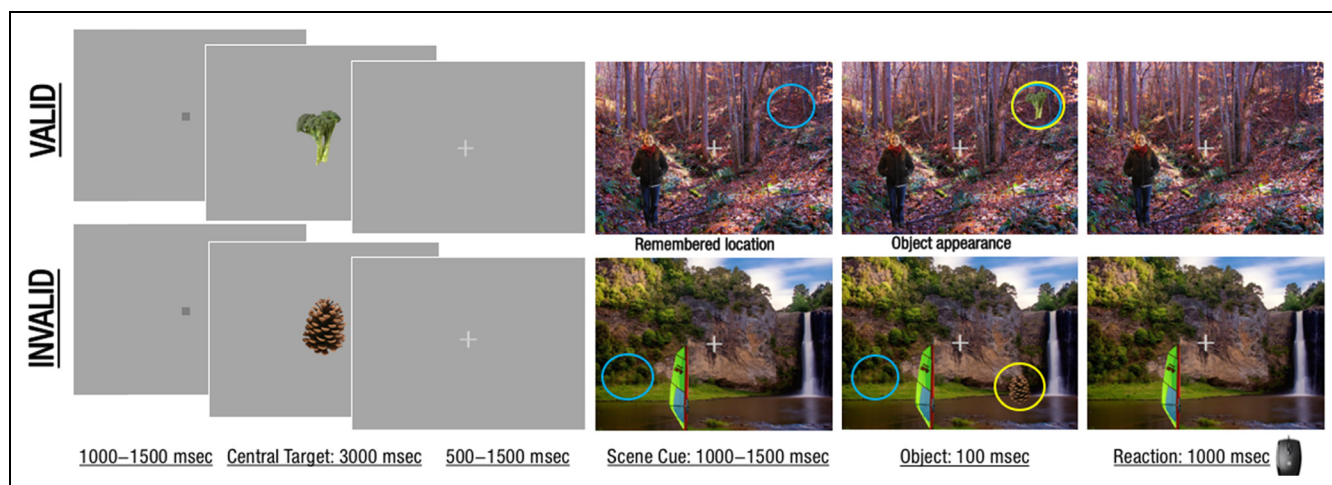 VALID
Remembered location
Object appearance
INVALID
1000–1500 msec
Central Target: 3000 msec
500–1500 msec
Scene Cue: 1000–1500 msec
Object: 100 msec
Reaction: 1000 msec